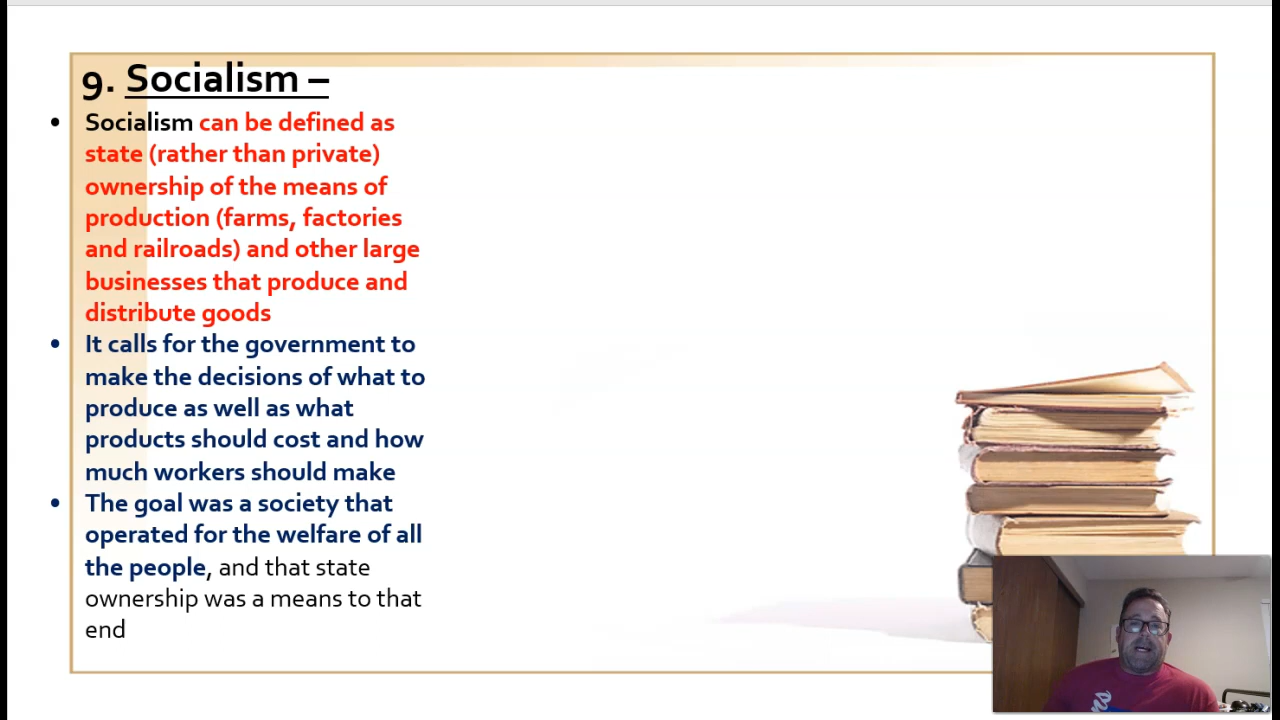 9. Socialism –
• Socialism can be defined as
state (rather than private)
ownership of the means of
production (farms, factories
and railroads) and other large
businesses that produce and
distribute goods
• It calls for the government to
make the decisions of what to
produce as well as what
products should cost and how
much workers should make
• The goal was a society that
operated for the welfare of all
the people, and that state
ownership was a means to that
end